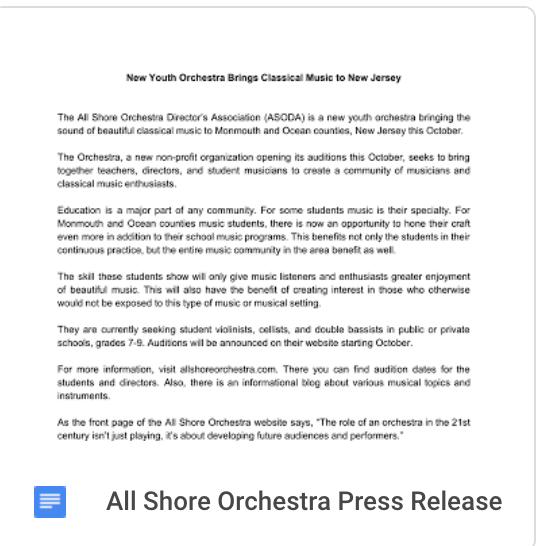 New Youth Orchestra Brings Classical Music to New Jersey
The All Shore Orchestra Director's Association (ASODA) is a new youth orchestra bringing the
sound of beautiful classical music to Monmouth and Ocean counties, New Jersey this October.
The Orchestra, a new non-profit organization opening its auditions this October, seeks to bring
together teachers, directors, and student musicians to create a community of musicians and
classical music enthusiasts.
Education is a major part of any community. For some students music is their specialty. For
Monmouth and Ocean counties music students, there is now an opportunity to hone their craft
even more in addition to their school music programs. This benefits not only the students in their
continuous practice, but the entire music community in the area benefit as well.
The skill these students show will only give music listeners and enthusiasts greater enjoyment
of beautiful music. This will also have the benefit of creating interest in those who otherwise
would not be exposed to this type of music or musical setting.
They are currently seeking student violinists, cellists, and double bassists in public or private
schools, grades 7-9. Auditions will be announced on their website starting October.
For more information, visit allshoreorchestra.com. There you can find audition dates for the
students and directors. Also, there is an informational blog about various musical topics and
instruments.
As the front page of the All Shore Orchestra website says, "The role of an orchestra in the 21st
century isn't just playing, it's about developing future audiences and performers."
All Shore Orchestra Press Release